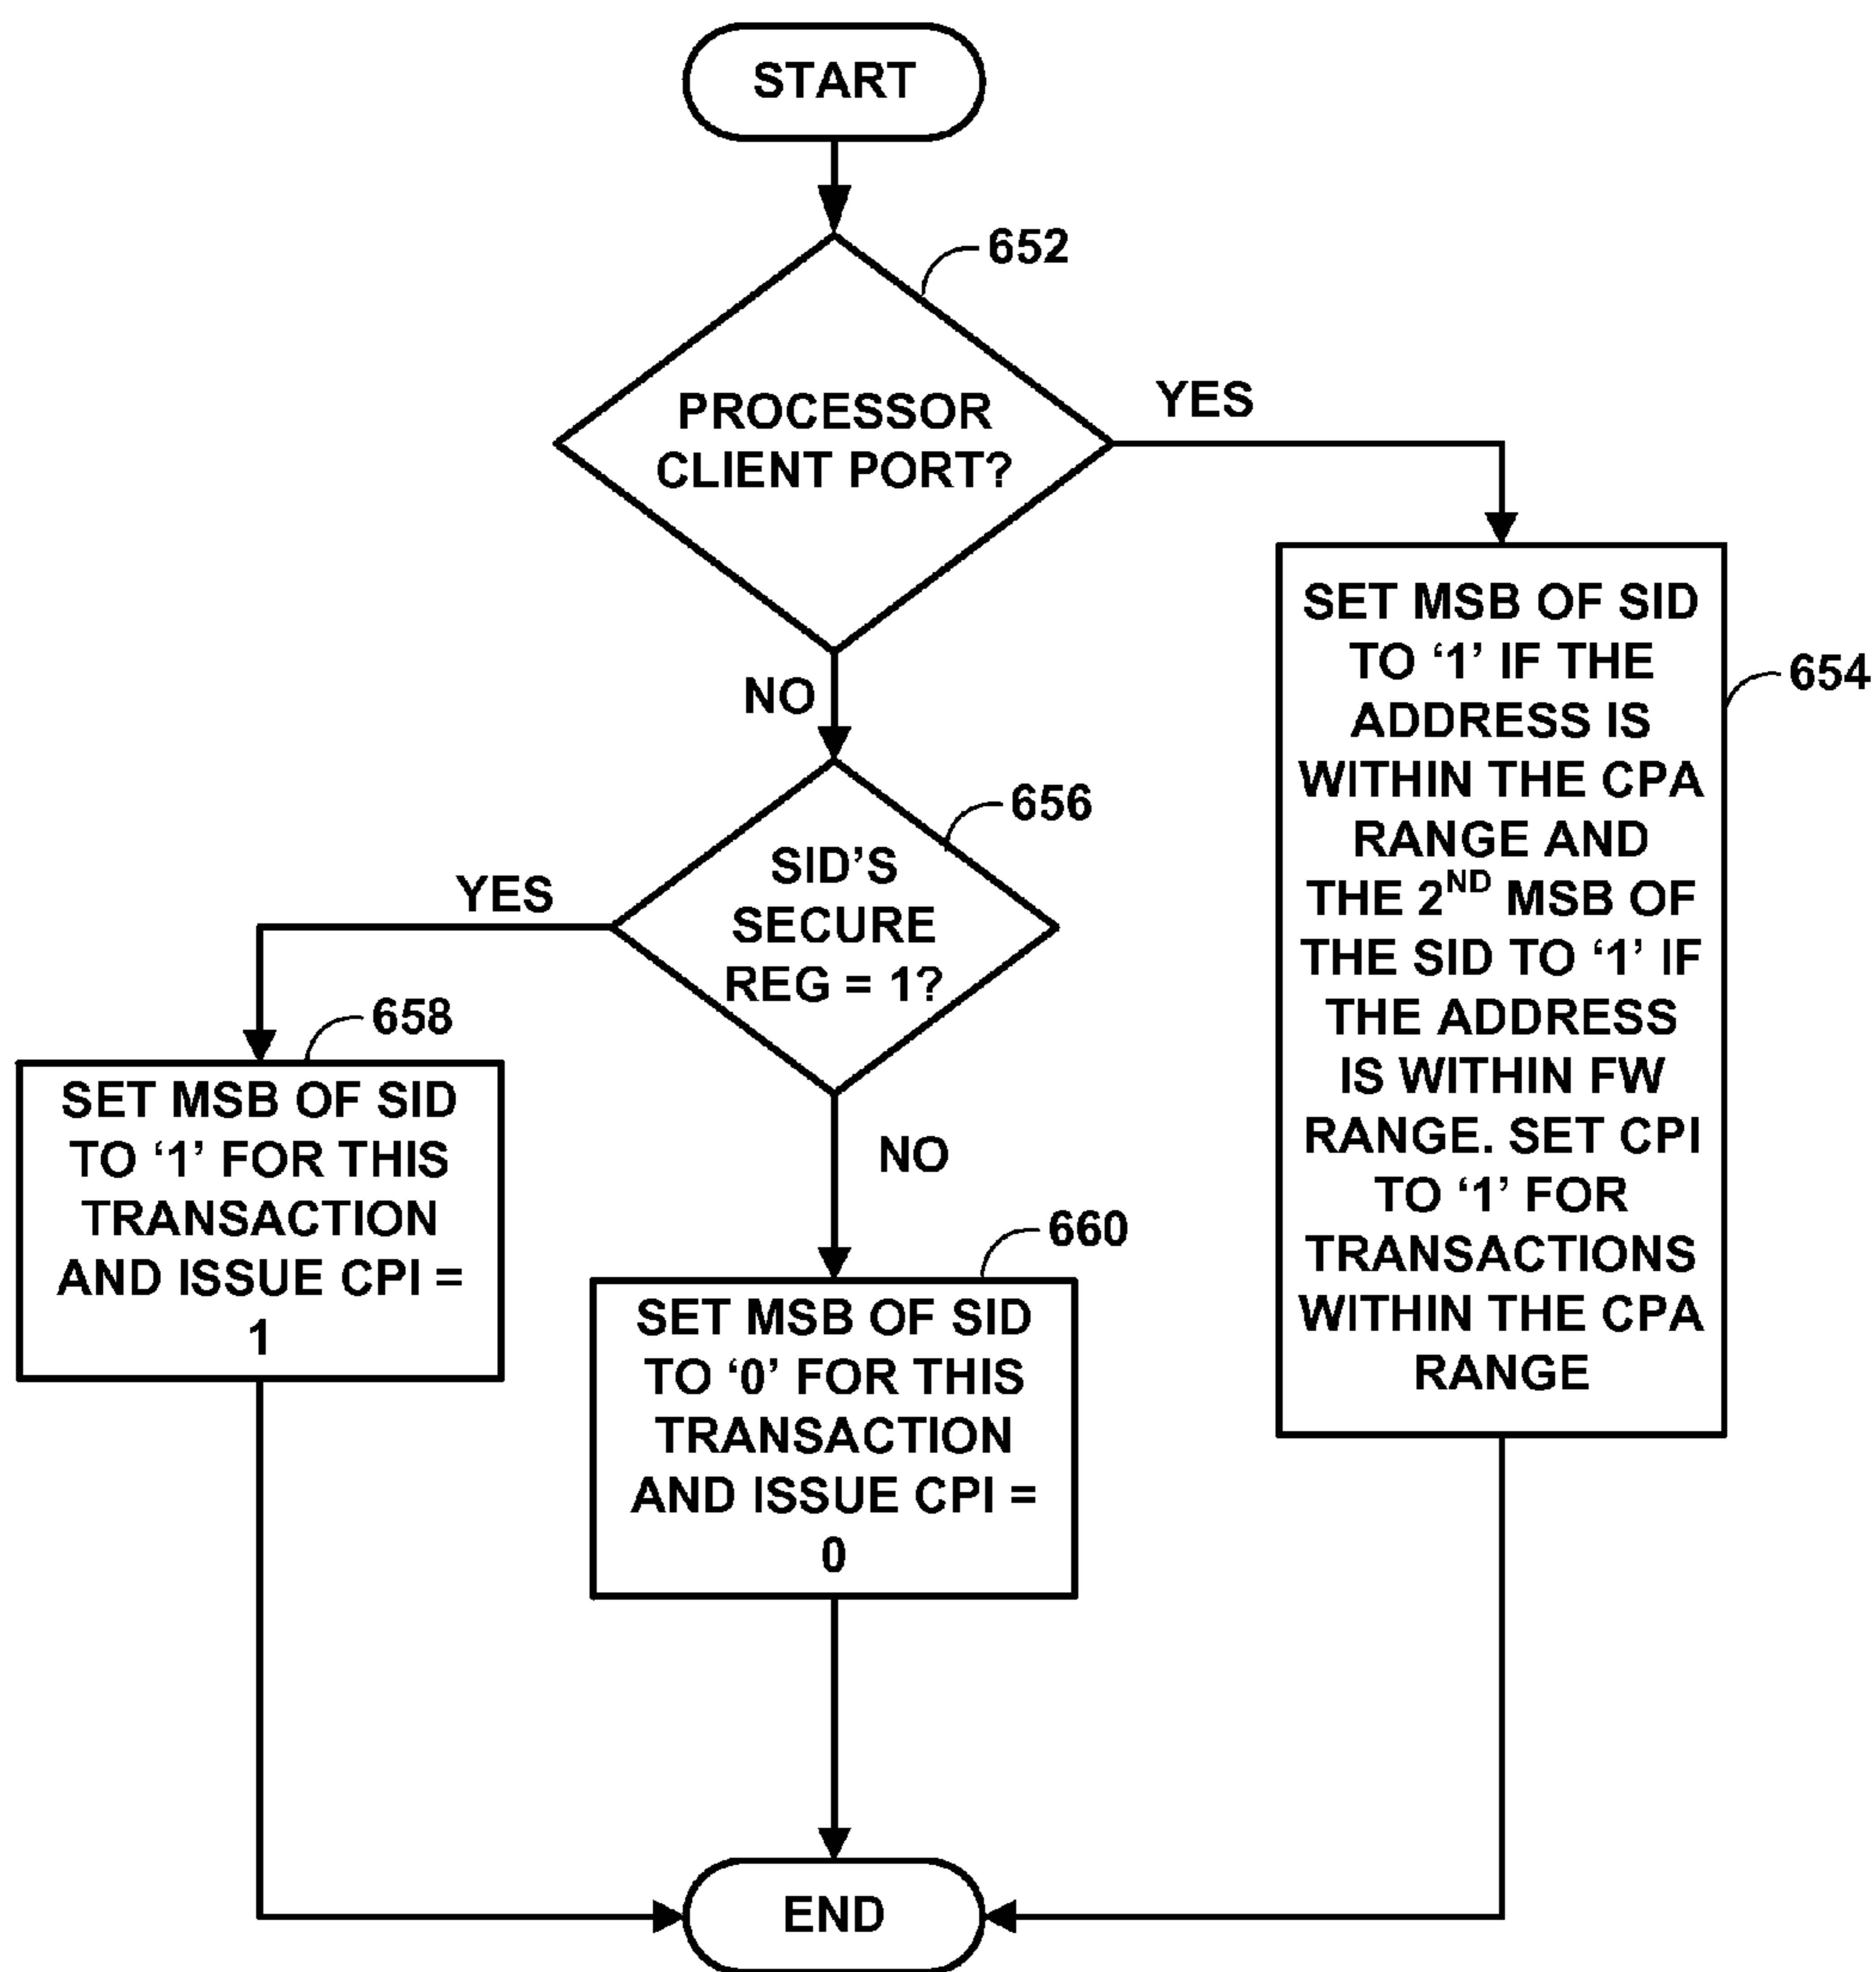 START
652
PROCESSOR
CLIENT PORT?
YES
SET MSB OF SID
TO ‘1’ IF THE
ADDRESS IS
WITHIN THE CPA
RANGE AND
THE 2ND MSB OF
THE SID TO ‘1’ IF
THE ADDRESS
IS WITHIN FW
RANGE. SET CPI
TO ‘1’ FOR
TRANSACTIONS
WITHIN THE CPA
RANGE
654
NO
656
SID’S
SECURE
REG = 1?
YES
658
SET MSB OF SID
TO ‘1’ FOR THIS
TRANSACTION
AND ISSUE CPI =
1
NO
660
SET MSB OF SID
TO ‘0’ FOR THIS
TRANSACTION
AND ISSUE CPI =
0
END